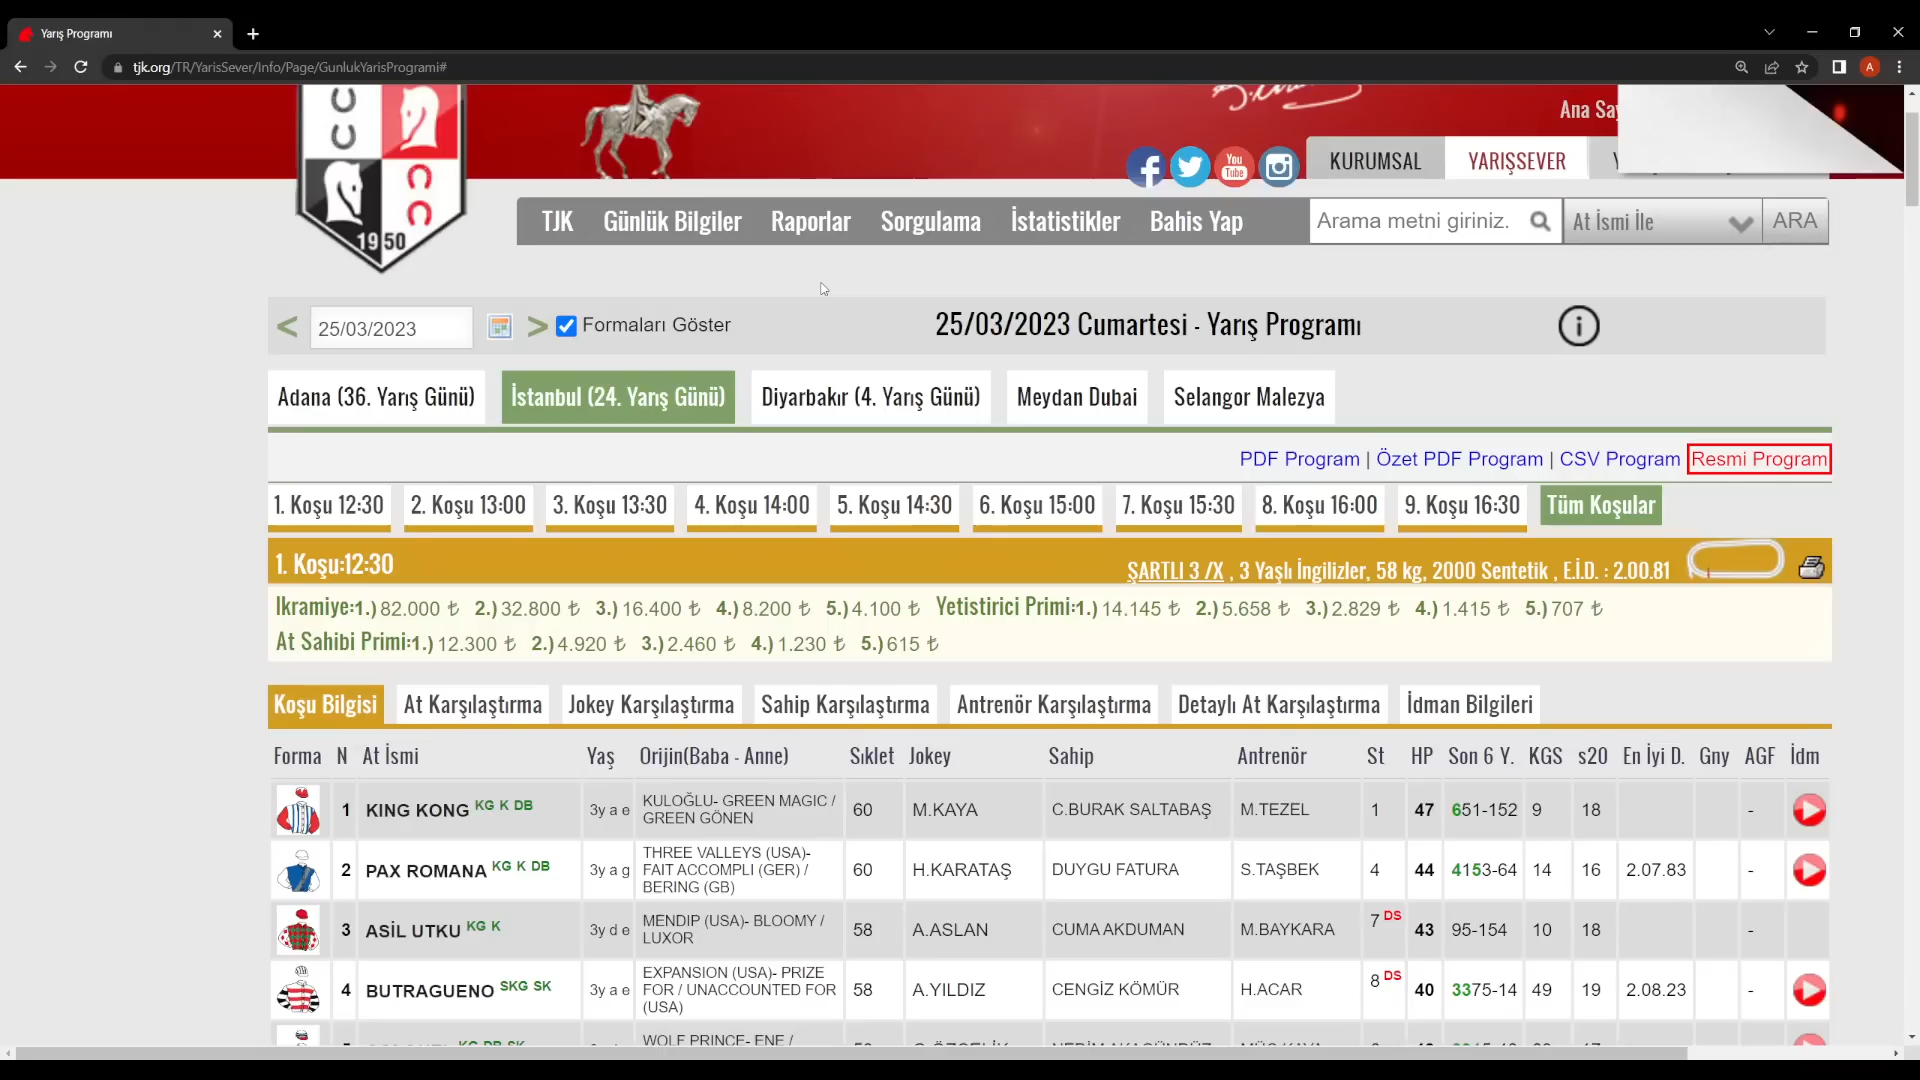 Yarış Programı
tjk.org/TR/YarisSever/Info/Page/GunlukYarisProgrami#
A
Ana Say
You Tube
KURUMSAL YARIŞSEVER
1950
TJK Günlük Bilgiler Raporlar Sorgulama İstatistikler Bahis Yap Arama metni giriniz. At İsmi İle ARA
< 25/03/2023 > Formaları Göster 25/03/2023 Cumartesi - Yarış Programı i
Adana (36. Yarış Günü) İstanbul (24. Yarış Günü) Diyarbakır (4. Yarış Günü) Meydan Dubai Selangor Malezya
PDF Program | Özet PDF Program | CSV Program Resmi Program
1. Koşu 12:30 2. Koşu 13:00 3. Koşu 13:30 4. Koşu 14:00 5. Koşu 14:30 6. Koşu 15:00 7. Koşu 15:30 8. Koşu 16:00 9. Koşu 16:30 Tüm Koşular
1. Koşu:12:30 ŞARTLI 3 /X , 3 Yaşlı İngilizler, 58 kg, 2000 Sentetik , E.İ.D. : 2.00.81
Ikramiye:1.) 82.000 ₺ 2.) 32.800 ₺ 3.) 16.400 ₺ 4.) 8.200 ₺ 5.) 4.100 ₺ Yetistirici Primi:1.) 14.145 ₺ 2.) 5.658 ₺ 3.) 2.829 ₺ 4.) 1.415 ₺ 5.) 707 ₺
At Sahibi Primi:1.) 12.300 ₺ 2.) 4.920 ₺ 3.) 2.460 ₺ 4.) 1.230 ₺ 5.) 615 ₺
Koşu Bilgisi At Karşılaştırma Jokey Karşılaştırma Sahip Karşılaştırma Antrenör Karşılaştırma Detaylı At Karşılaştırma İdman Bilgileri
Forma N At İsmi Yaş Orijin(Baba - Anne) Sıklet Jokey Sahip Antrenör St HP Son 6 Y. KGS s20 En İyi D. Gny AGF İdm
1 KING KONG KG K DB 3y a e KULOĞLU- GREEN MAGIC / GREEN GÖNEN 60 M.KAYA C.BURAK SALTABAŞ M.TEZEL 1 47 651-152 9 18 -
2 PAX ROMANA KG K DB 3y a g THREE VALLEYS (USA)- FAIT ACCOMPLI (GER) / BERING (GB) 60 H.KARATAŞ DUYGU FATURA S.TAŞBEK 4 44 4153-64 14 16 2.07.83 -
3 ASİL UTKU KG K 3y d e MENDIP (USA)- BLOOMY / LUXOR 58 A.ASLAN CUMA AKDUMAN M.BAYKARA 7 DS 43 95-154 10 18 -
4 BUTRAGUENO SKG SK 3y a e EXPANSION (USA)- PRIZE FOR / UNACCOUNTED FOR (USA) 58 A.YILDIZ CENGİZ KÖMÜR H.ACAR 8 DS 40 3375-14 49 19 2.08.23 -
WOLF PRINCE- ENE /